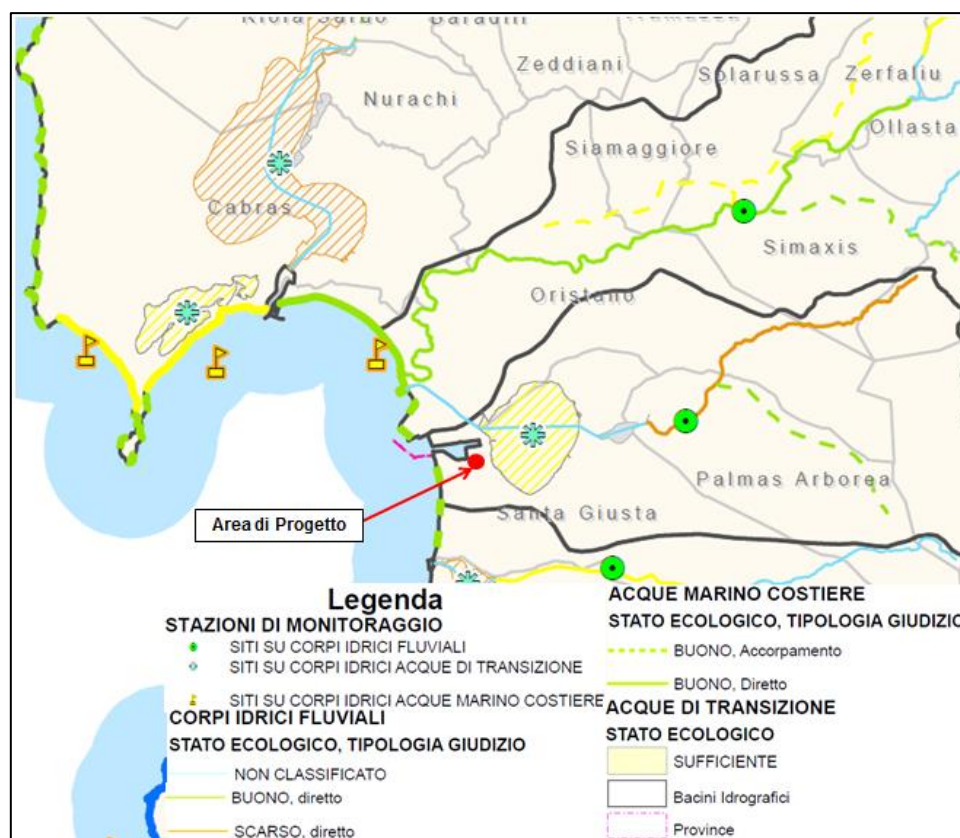 Riola Sardo
Baradili
Zeddiani
Solarussa
Zerfaliu
Nurachi
Ollasta
Siamaggiore
Cabras
Simaxis
Oristano
Palmas Arborea
Area di Progetto
Santa Giusta
Legenda
STAZIONI DI MONITORAGGIO
SITI SU CORPI IDRICI FLUVIALI
SITI SU CORPI IDRICI ACQUE DI TRANSIZIONE
SITI SU CORPI IDRICI ACQUE MARINO COSTIERE
CORPI IDRICI FLUVIALI
STATO ECOLOGICO, TIPOLOGIA GIUDIZIO
NON CLASSIFICATO
BUONO, diretto
SCARSO, diretto
ACQUE MARINO COSTIERE
STATO ECOLOGICO, TIPOLOGIA GIUDIZIO
BUONO, Accorpamento
BUONO, Diretto
ACQUE DI TRANSIZIONE
STATO ECOLOGICO
SUFFICIENTE
Bacini Idrografici
Province